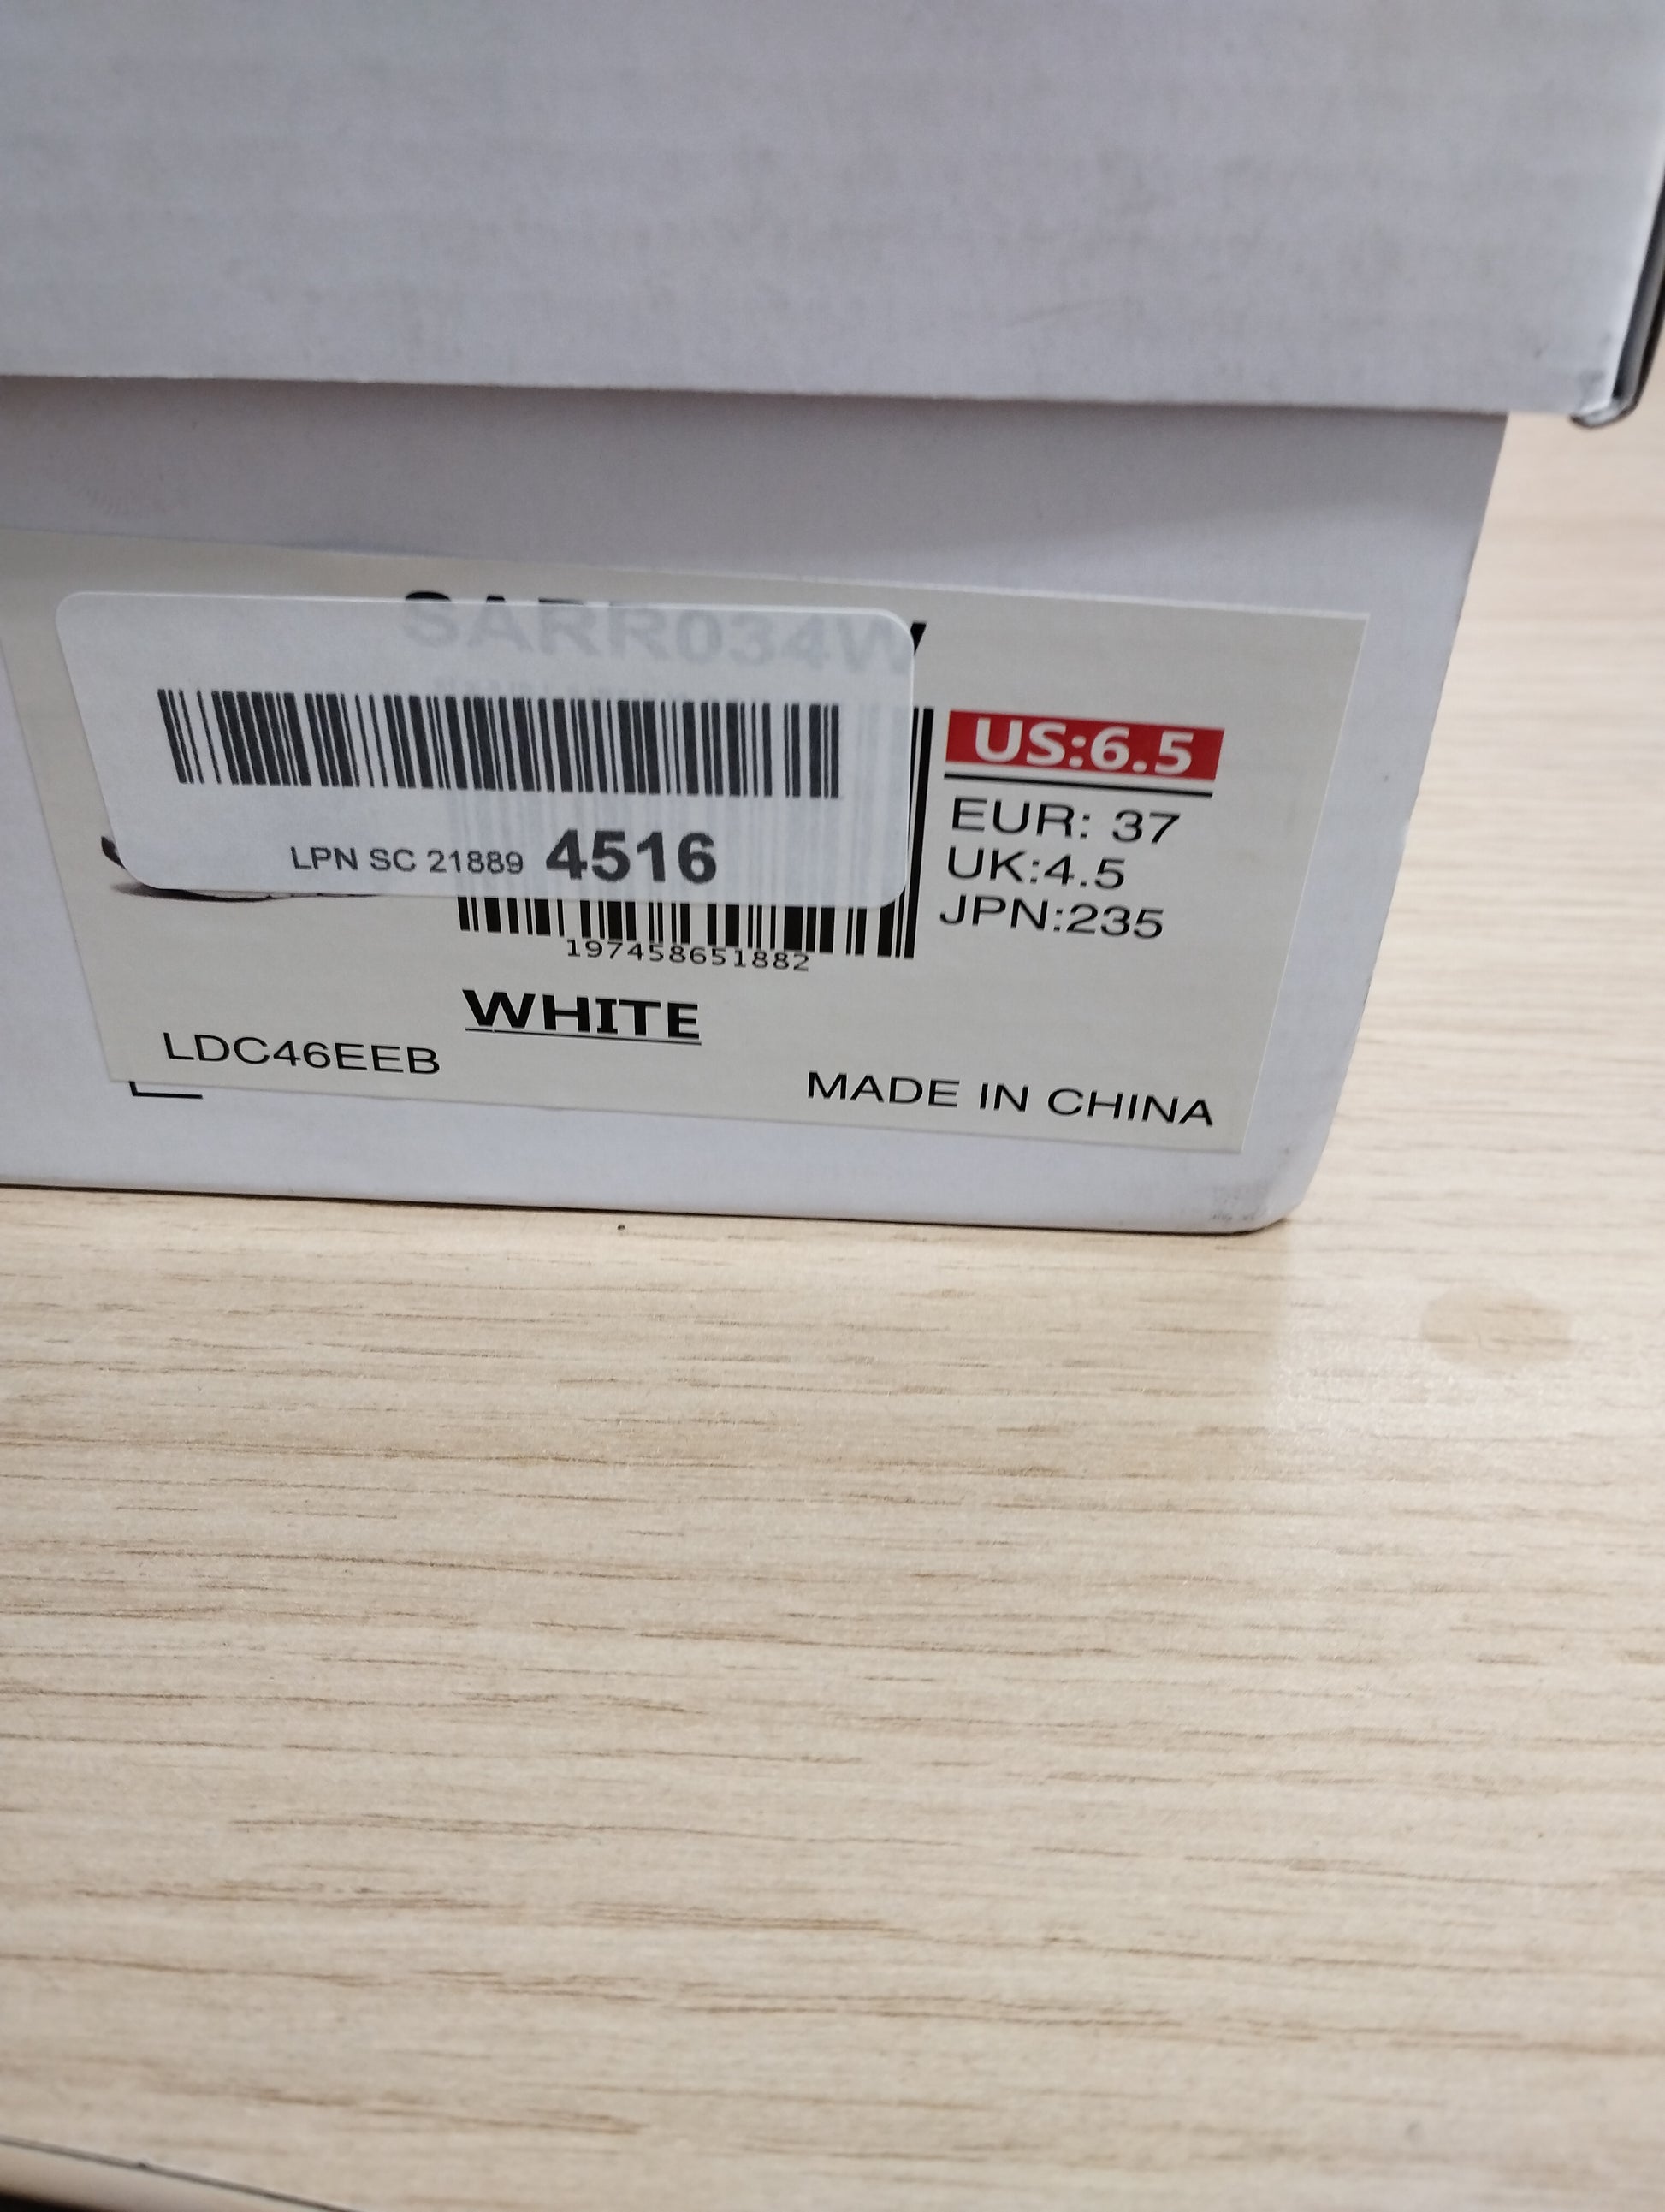 SARR034W
LPN SC 21889 4516
US:6.5
EUR: 37
UK:4.5
JPN:235
197458651882
WHITE
LDC46EEB
MADE IN CHINA